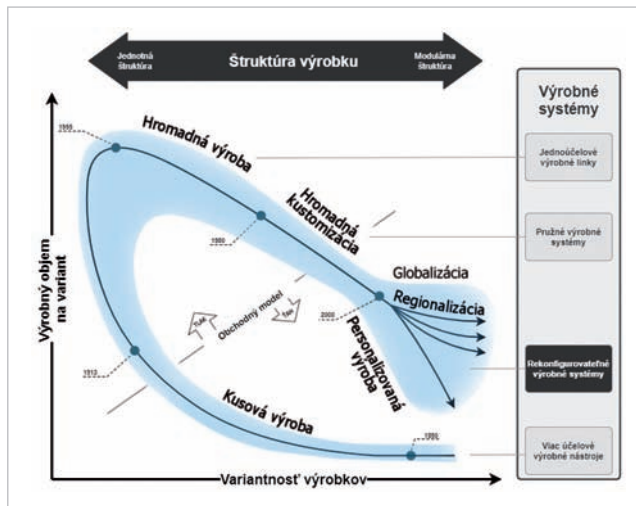 Jednotná
štruktúra
Štruktúra výrobku
Modulárna
štruktúra
Výrobné
systémy
Jednoúčelové
výrobné linky
Pružné výrobné
systémy
Rekonfigurovateľné
výrobné systémy
Viac účelové
výrobné nástroje
Výrobný objem
na variant
1955
Hromadná výroba
Hromadná
kustomizácia
1980
Globalizácia
Regionalizácia
2000
Obchodný model
Tlak
Ťah
Personalizovaná
výroba
1913
Kusová výroba
Variantnosť výrobkov